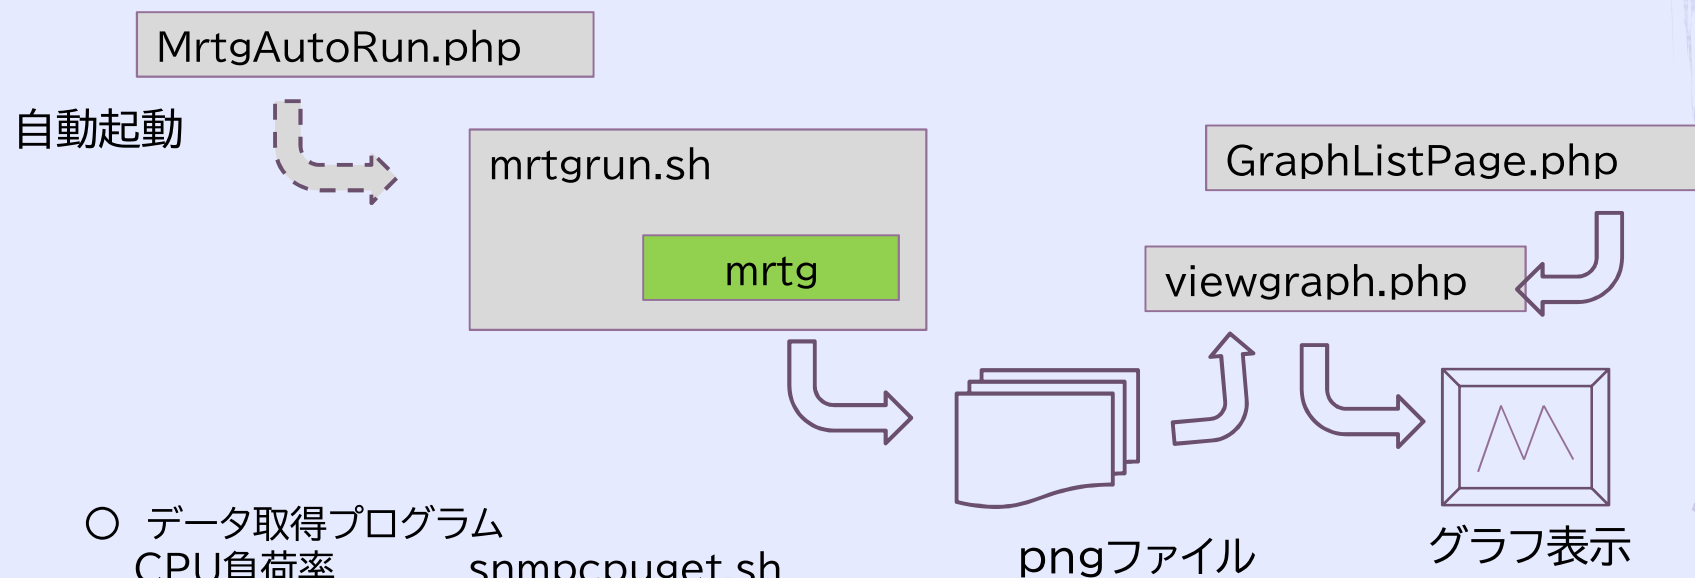 MrtgAutoRun.php
自動起動
mrtgrun.sh
mrtg
GraphListPage.php
viewgraph.php
pngファイル
グラフ表示
○ データ取得プログラム
CPU負荷率 snmpcpuget.sh